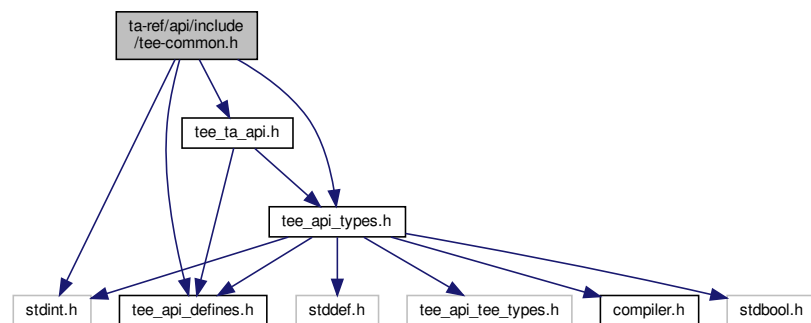 ta-ref/api/include
/tee-common.h
tee_ta_api.h
tee_api_types.h
stdint.h
tee_api_defines.h
stddef.h
tee_api_tee_types.h
compiler.h
stdbool.h